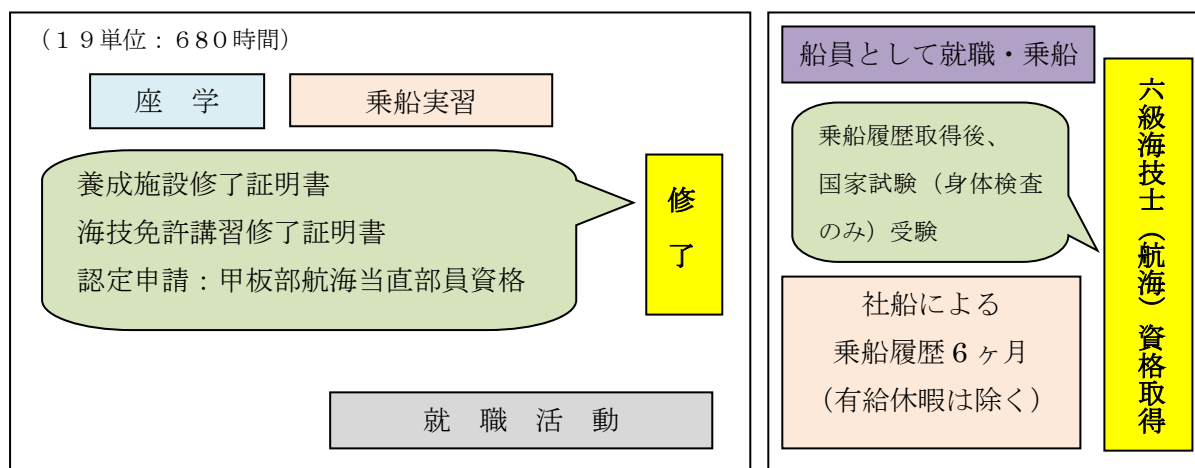 (１９単位：６８０時間)
座　学
乗船実習
養成施設修了証明書
海技免許講習修了証明書
認定申請：甲板部航海当直部員資格
修
了
就　職　活　動
船員として就職・乗船
乗船履歴取得後、
国家試験（身体検査
のみ）受験
社船による
乗船履歴 6 ヶ月
（有給休暇は除く）
六級海技士（航海）資格取得